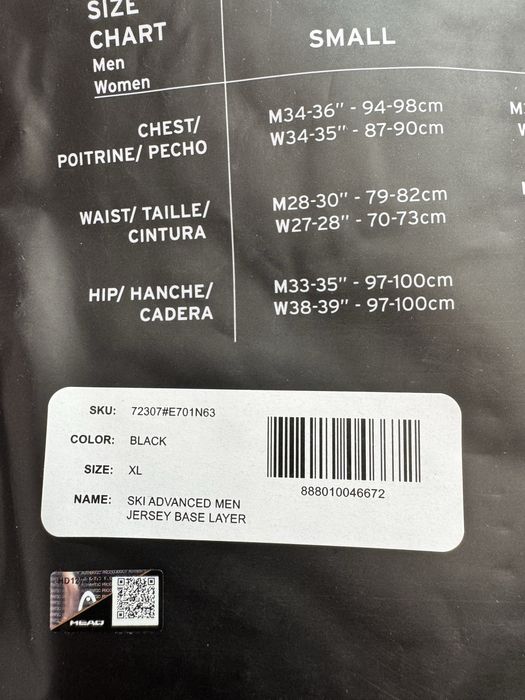 SIZE
CHART
Men
Women
SMALL
CHEST/
POITRINE/ PECHO
M34-36" - 94-98cm
W34-35" - 87-90cm
WAIST/ TAILLE/
CINTURA
M28-30" - 79-82cm
W27-28" - 70-73cm
HIP/ HANCHE/
CADERA
M33-35" - 97-100cm
W38-39" - 97-100cm
SKU: 72307#E701N63
COLOR: BLACK
SIZE: XL
NAME: SKI ADVANCED MEN
JERSEY BASE LAYER
888010046672
HEAD